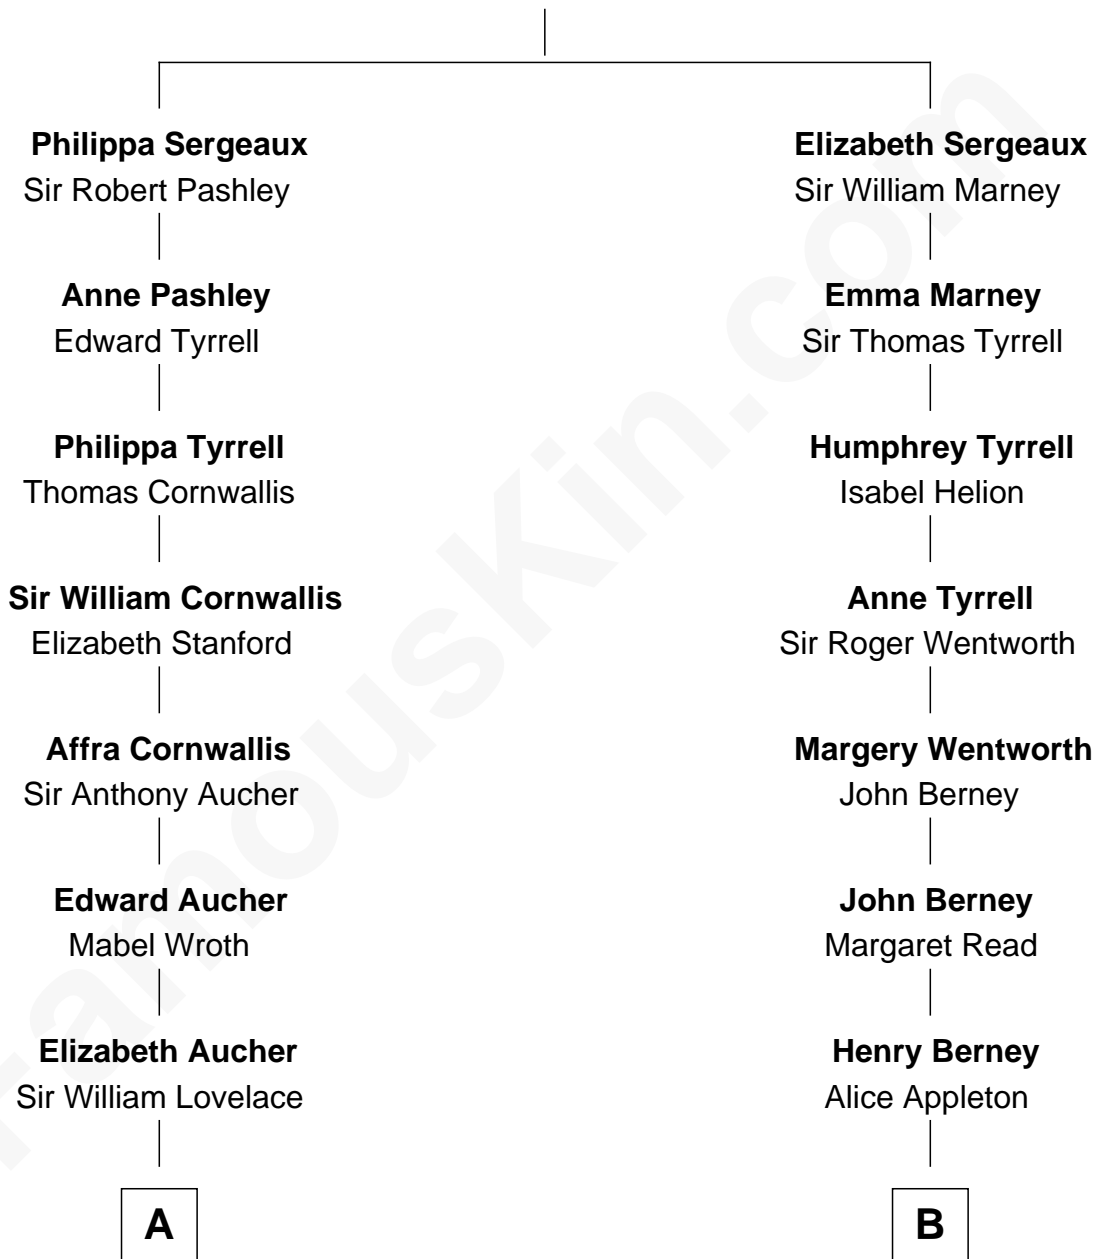 Philippa Sergeaux
Sir Robert Pashley
Elizabeth Sergeaux
Sir William Marney
Anne Pashley
Edward Tyrrell
Emma Marney
Sir Thomas Tyrrell
Philippa Tyrrell
Thomas Cornwallis
Humphrey Tyrrell
Isabel Helion
Sir William Cornwallis
Elizabeth Stanford
Anne Tyrrell
Sir Roger Wentworth
Affra Cornwallis
Sir Anthony Aucher
Margery Wentworth
John Berney
Edward Aucher
Mabel Wroth
John Berney
Margaret Read
Elizabeth Aucher
Sir William Lovelace
Henry Berney
Alice Appleton
A
B
FamousKin.com